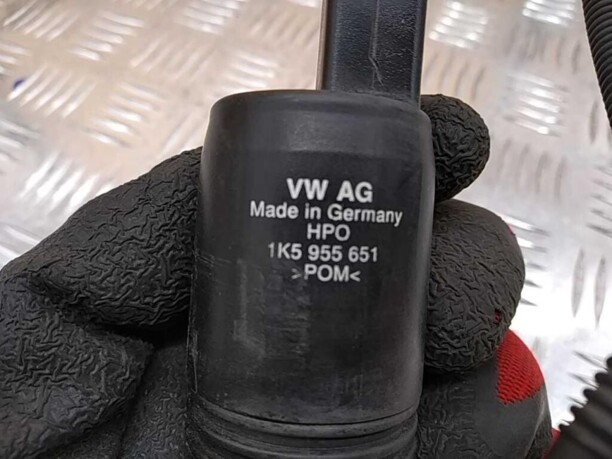 VW AG
Made in Germany
HPO
1K5 955 651
>POM<